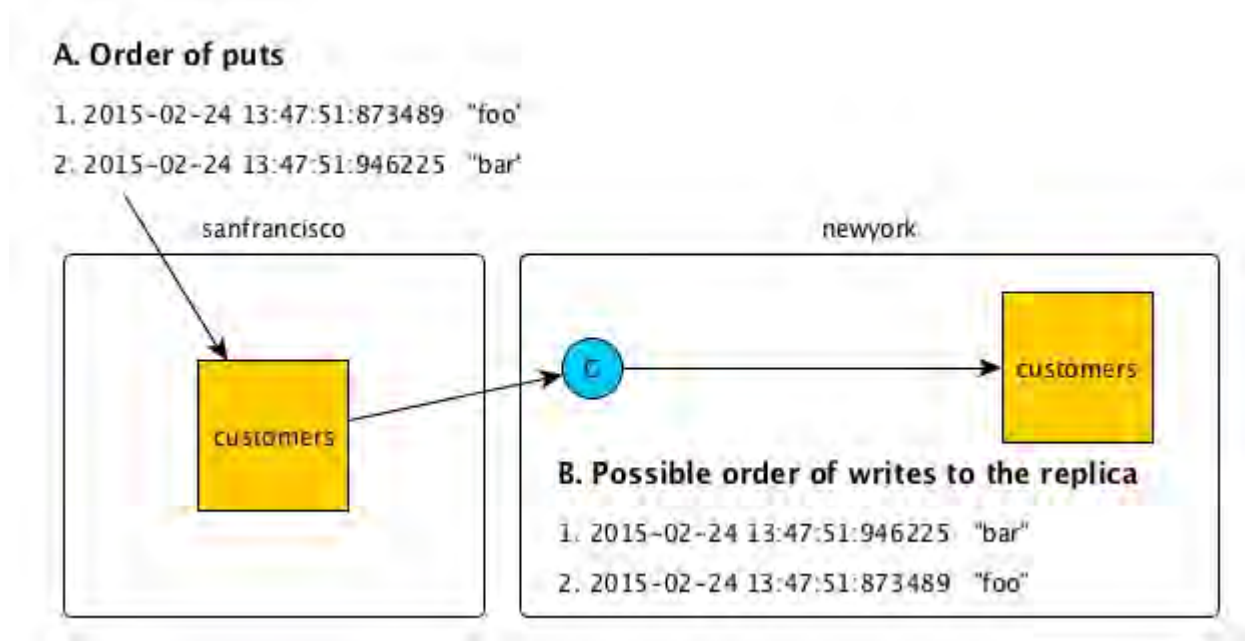 A. Order of puts
1. 2015-02-24 13:47:51:873489 "foo'
2. 2015-02-24 13:47:51:946225 "bar'
sanfrancisco
newyork
customers
G
customers
B. Possible order of writes to the replica
1. 2015-02-24 13:47:51:946225 "bar"
2. 2015-02-24 13:47:51:873489 "foo"